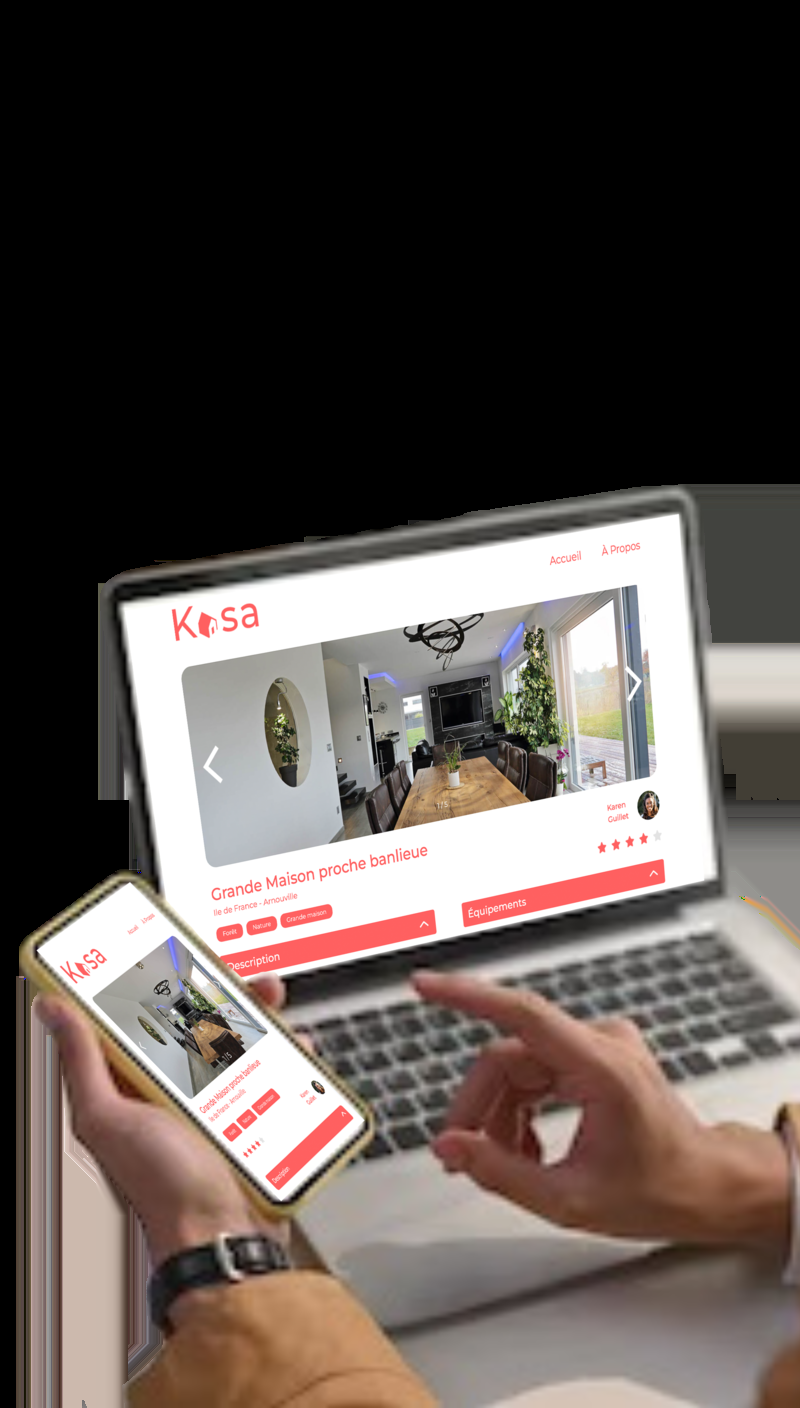 Accueil
À Propos
Kasa
1/5
Karen
Guillet
Grande Maison proche banlieue
Ile de France - Arnouville
Forêt
Nature
Grande maison
Description
Équipements
Accueil
À Propos
Kasa
1/5
Grande Maison proche banlieue
Ile de France - Arnouville
Forêt
Nature
Grande maison
Karen
Guillet
Description